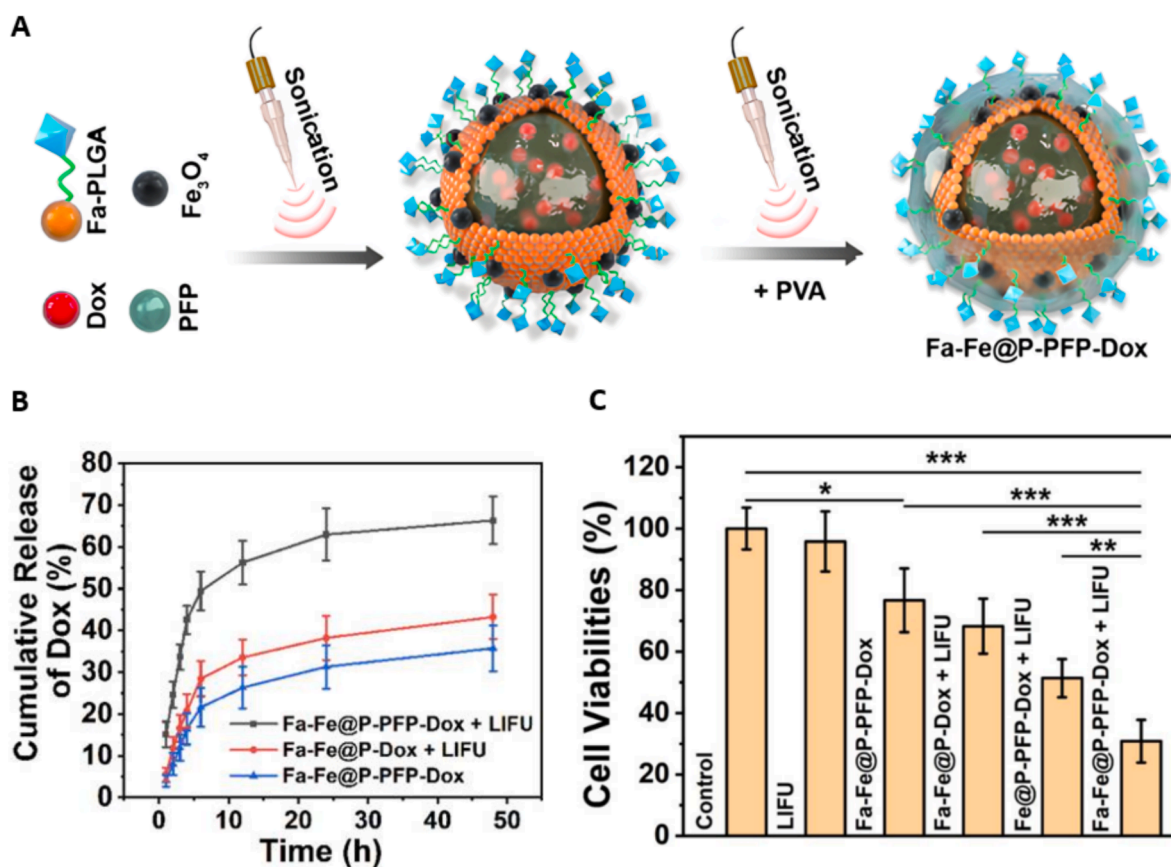 A
Fa-PLGA
Fe₃O₄
Dox
PFP
Sonication
Sonication
+ PVA
Fa-Fe@P-PFP-Dox
B
Cumulative Release
of Dox (%)
80
70
60
50
40
30
20
10
0
Fa-Fe@P-PFP-Dox + LIFU
Fa-Fe@P-Dox + LIFU
Fa-Fe@P-PFP-Dox
0
10
20
30
40
50
Time (h)
C
Cell Viabilities (%)
120
100
80
60
40
20
0
***
*
***
***
**
Control
LIFU
Fa-Fe@P-PFP-Dox
Fa-Fe@P-Dox + LIFU
Fe@P-PFP-Dox + LIFU
Fa-Fe@P-PFP-Dox + LIFU